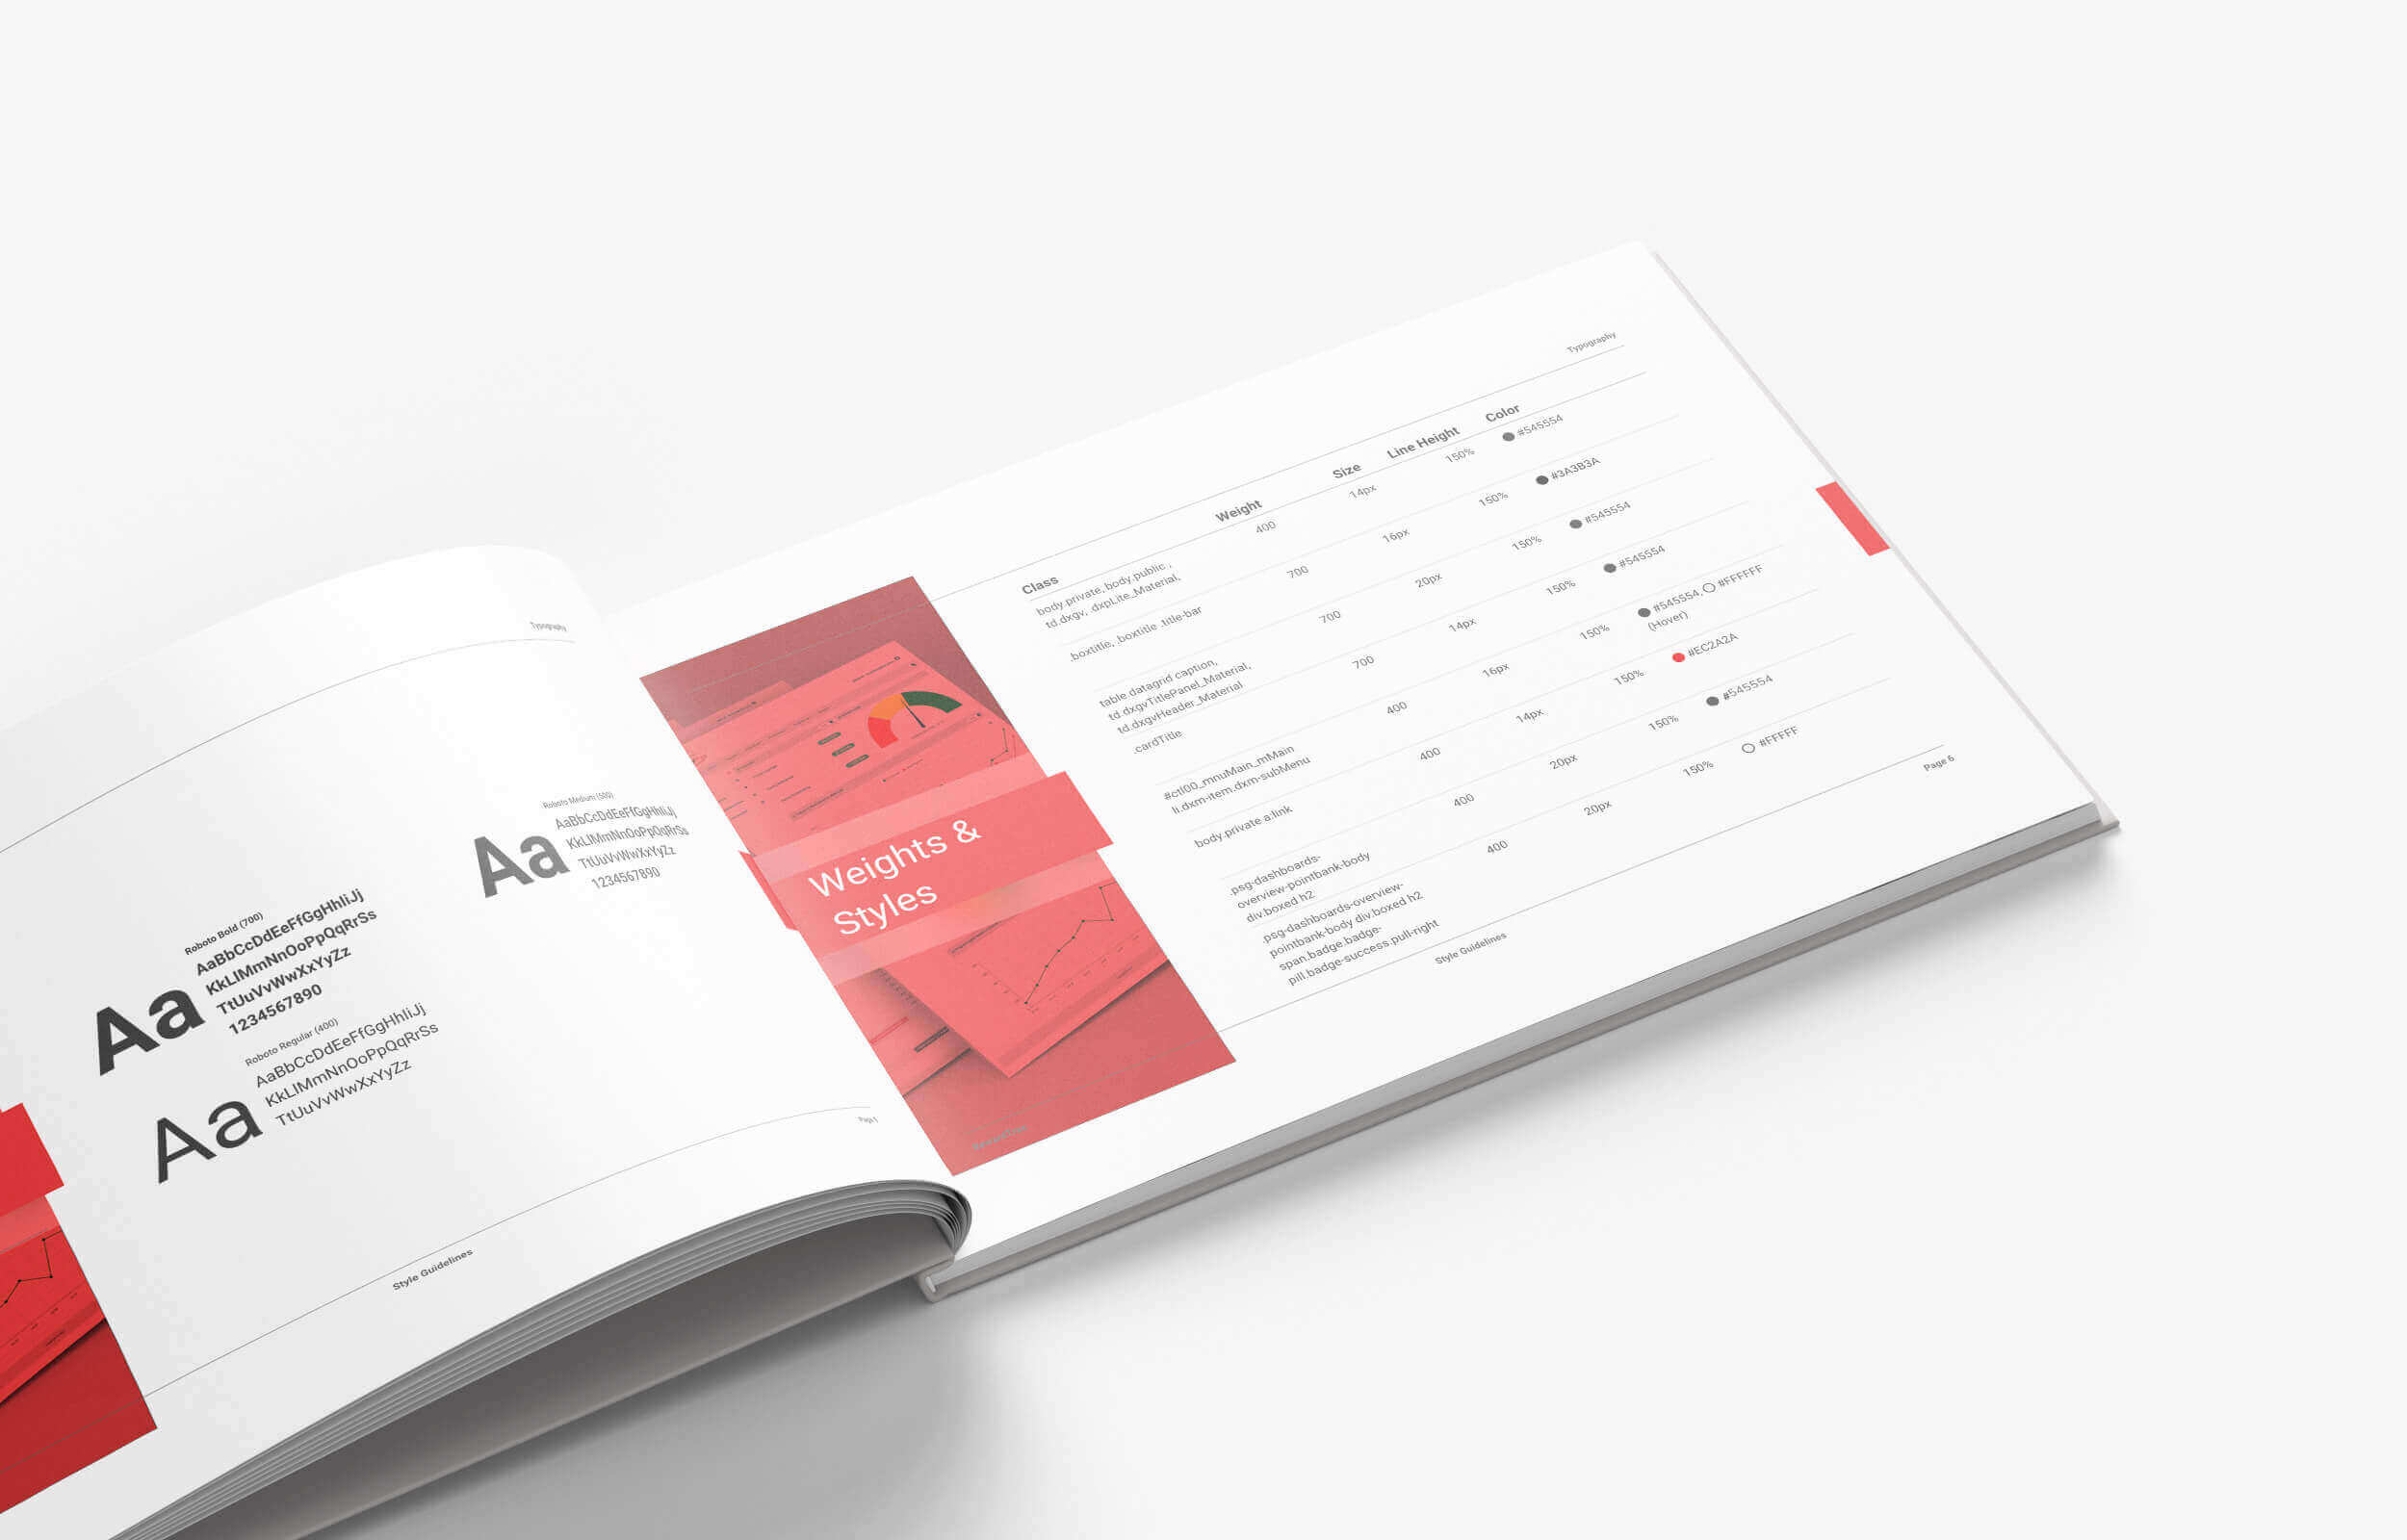 Typography
Roboto Bold (700)
Aa
AaBbCcDdEeFfGgHhIiJj
KkLlMmNnOoPpQqRrSs
TtUuVvWwXxYyZz
1234567890
Roboto Regular (400)
Aa
AaBbCcDdEeFfGgHhIiJj
KkLlMmNnOoPpQqRrSs
TtUuVvWwXxYyZz
Roboto Medium (500)
Aa
AaBbCcDdEeFfGgHhIiJj
KkLlMmNnOoPpQqRrSs
TtUuVvWwXxYyZz
1234567890
Style Guidelines
Page
Weights &
Styles
Typography
Class Weight Size Line Height Color
body.private, body.public ,
td.dxgv, .dxpLite_Material,
400 14px 150% #545554
.boxtitle, .boxtitle .title-bar
700 16px 150% #3A3B3A
table.datagrid caption,
td.dxgvTitlePanel_Material,
td.dxgvHeader_Material
700 20px 150% #545554
.cardTitle
700 14px 150% #545554
#ctl00_mnuMain_mMain
li.dxm-item.dxm-subMenu
400 16px 150% #545554, #FFFFFF
(Hover)
body.private a:link
400 14px 150% #EC2A2A
.psg-dashboards-
overview-pointbank-body
div.boxed h2
400 20px 150% #545554
.psg-dashboards-overview-
pointbank-body div.boxed h2
span.badge.badge-
pill.badge-success.pull-right
400 20px 150% #FFFFF
Style Guidelines
Page 6